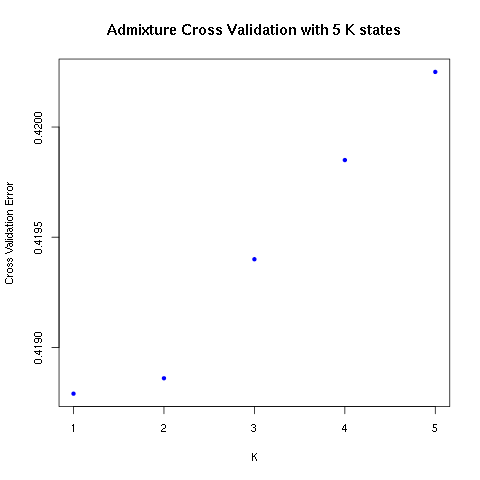 Admixture Cross Validation with 5 K states
Cross Validation Error
0.4200
0.4195
0.4190
1 2 3 4 5
K